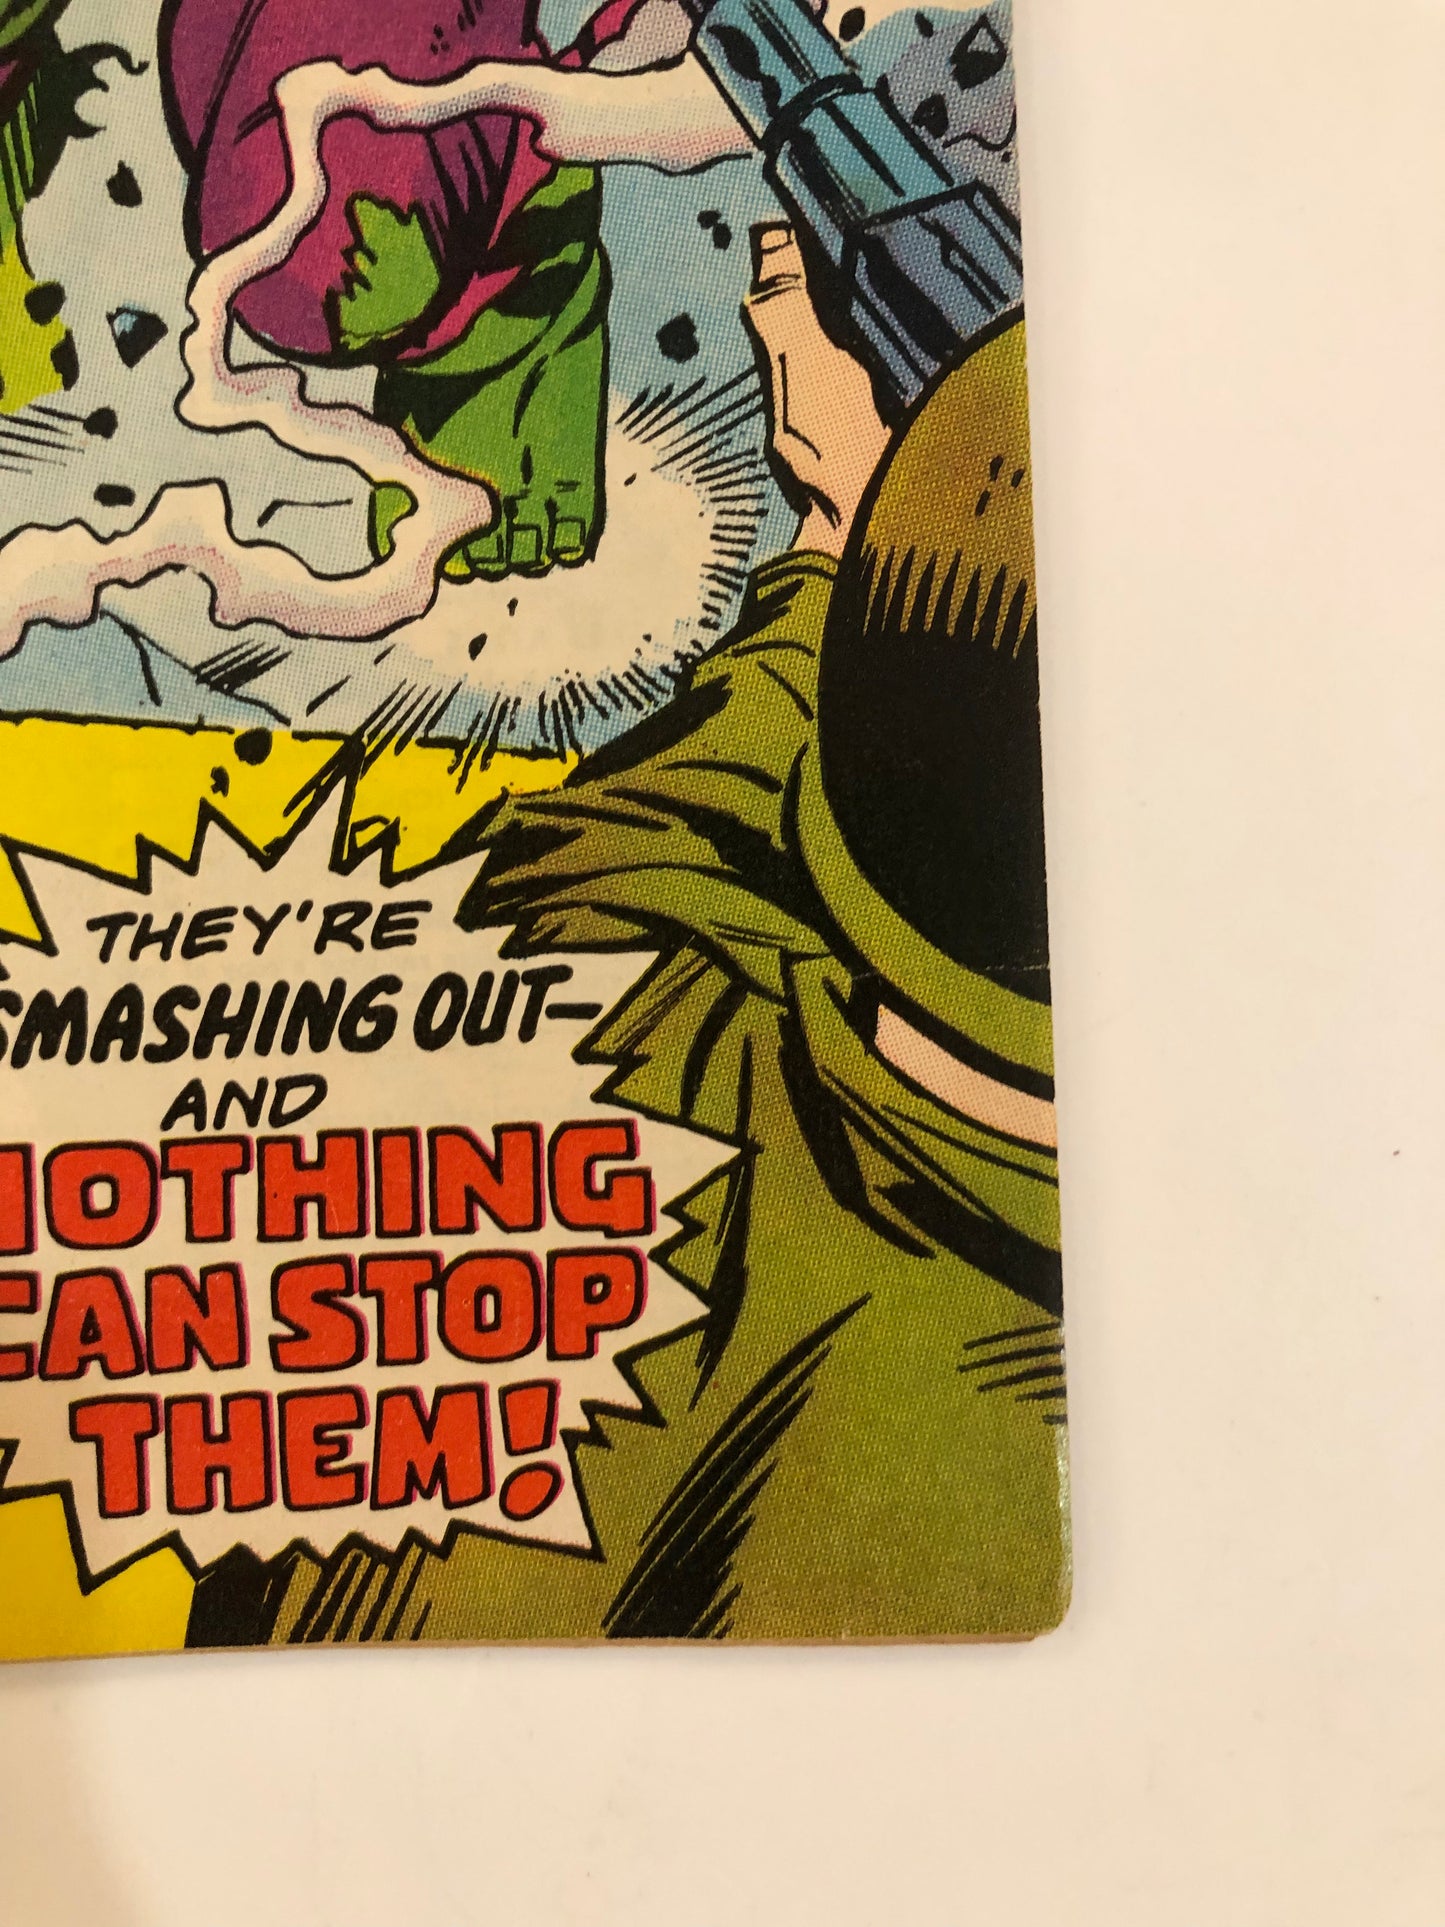 THEY'RE
SMASHING OUT—
AND
NOTHING
CAN STOP
THEM!